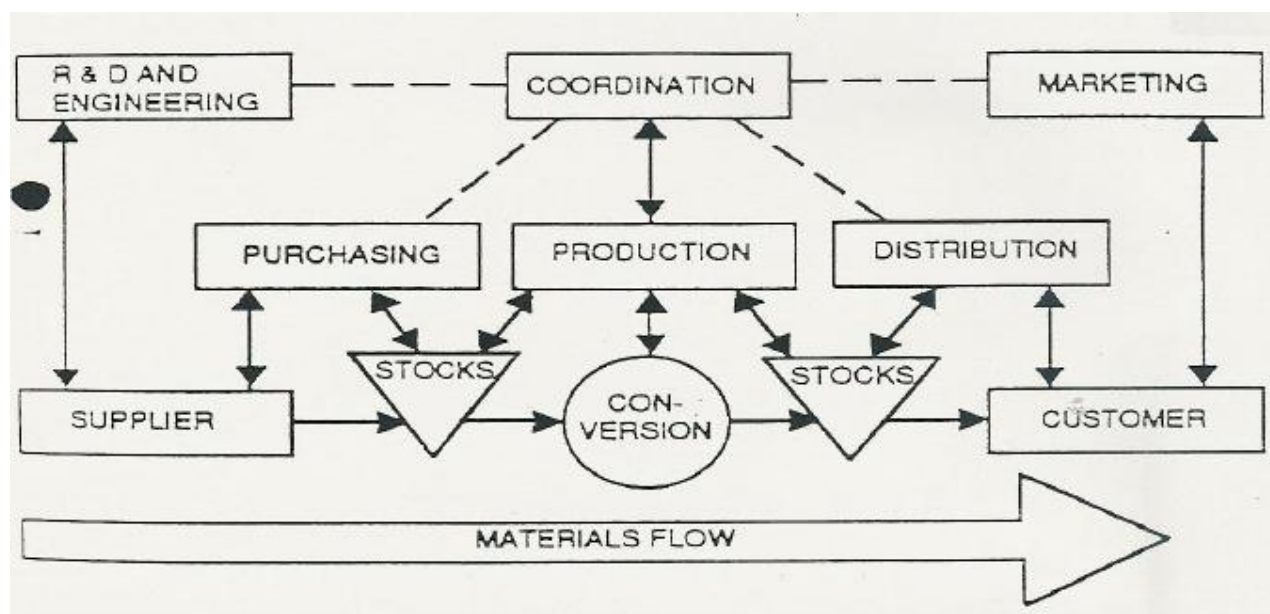 R & D AND
ENGINEERING
COORDINATION
MARKETING
PURCHASING
PRODUCTION
DISTRIBUTION
STOCKS
STOCKS
SUPPLIER
CON-
VERSION
CUSTOMER
MATERIALS FLOW